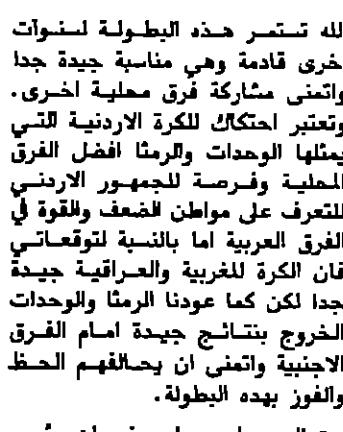 لله تستمر هذه البطولة لسنوات
خرى قادمة وهي مناسبة جيدة جدا
واتمنى مشاركة فرق محلية اخرى.
وتعتبر احتكاك للكرة الاردنية التي
يمثلها الوحدات والرمثا افضل الفرق
المحلية وفرصة للجمهور الاردني
للتعرف على مواطن الضعف والقوة في
الفرق العربية اما بالنسبة لتوقعاتي
فان الكرة للغربية والعراقية جيدة
جدا لكن كما عودنا الرمثا والوحدات
الخروج بنتائج جيدة امام الفرق
الاجنبية واتمنى ان يحالفهم الحظ
والفوز بهده البطولة.